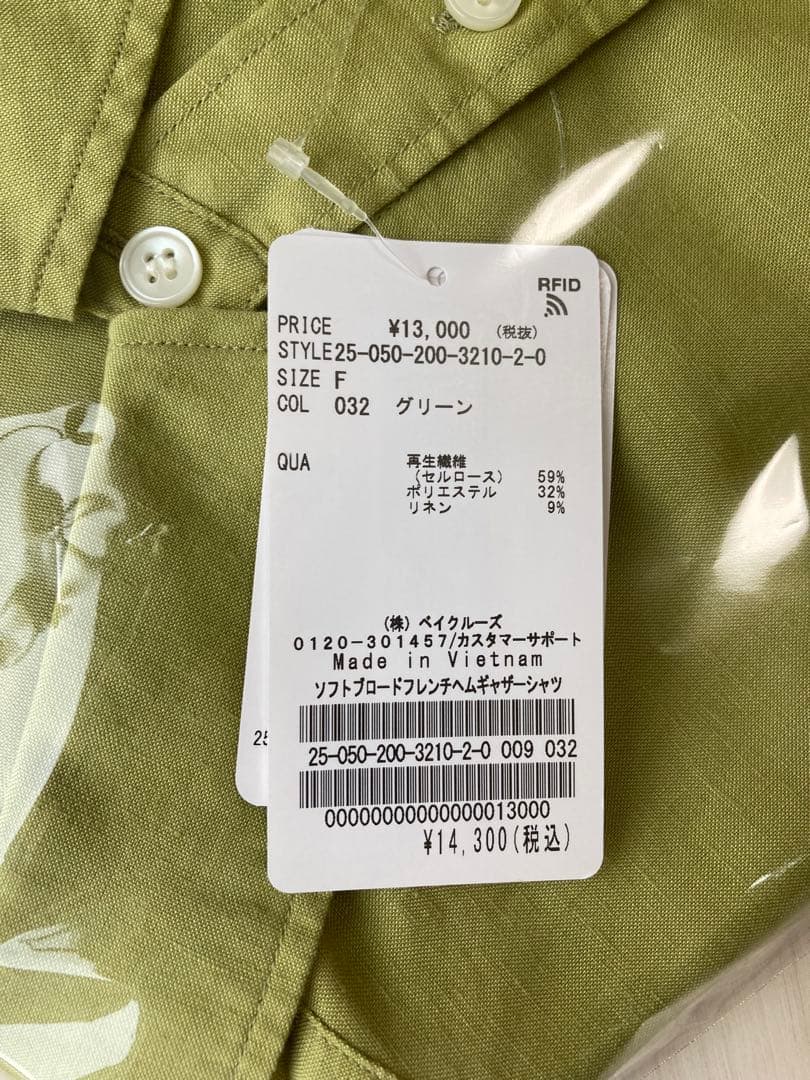 RFID
PRICE ¥13,000 (税抜)
STYLE25-050-200-3210-2-0
SIZE F
COL 032 グリーン
QUA 再生繊維
(セルロース) 59%
ポリエステル 32%
リネン 9%
(株) ベイクルーズ
0120-301457/カスタマーサポート
Made in Vietnam
ソフトブロードフレンチヘムギャザーシャツ
25-050-200-3210-2-0 009 032
00000000000000013000
¥14,300(税込)
25